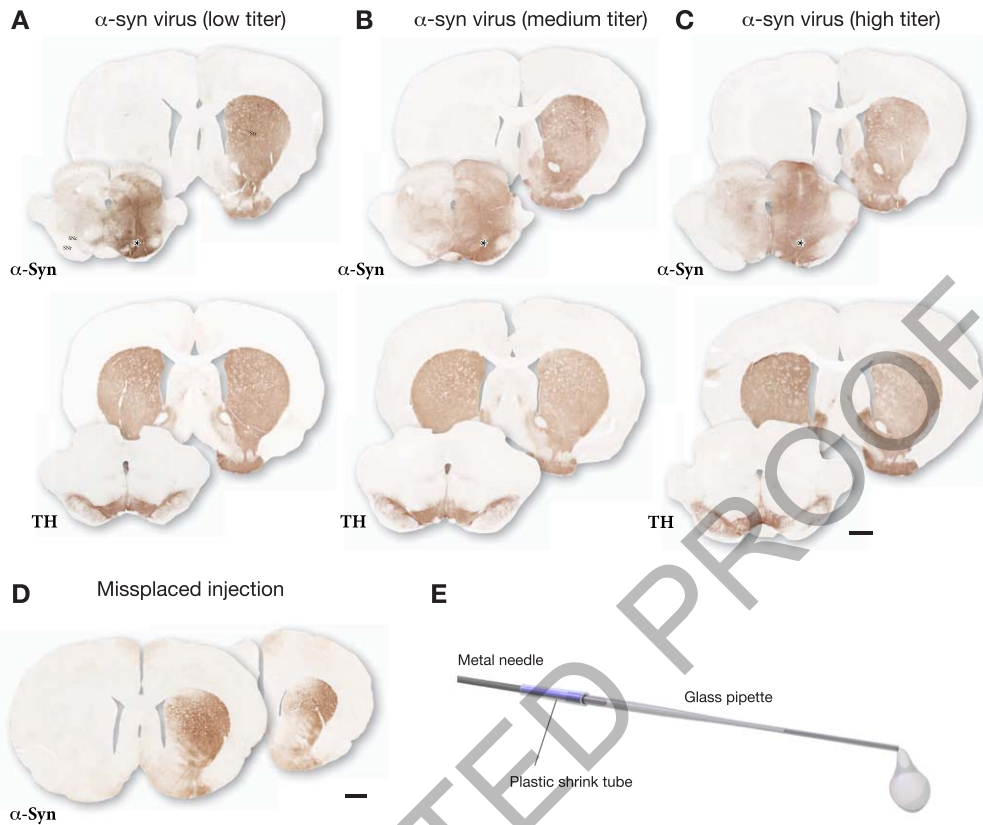 A
α-syn virus (low titer)
B
α-syn virus (medium titer)
C
α-syn virus (high titer)
Str
SNc
SNr
*
*
*
α-Syn
α-Syn
α-Syn
TH
TH
TH
D
Missplaced injection
E
Metal needle
Glass pipette
Plastic shrink tube
α-Syn
TED PROOF